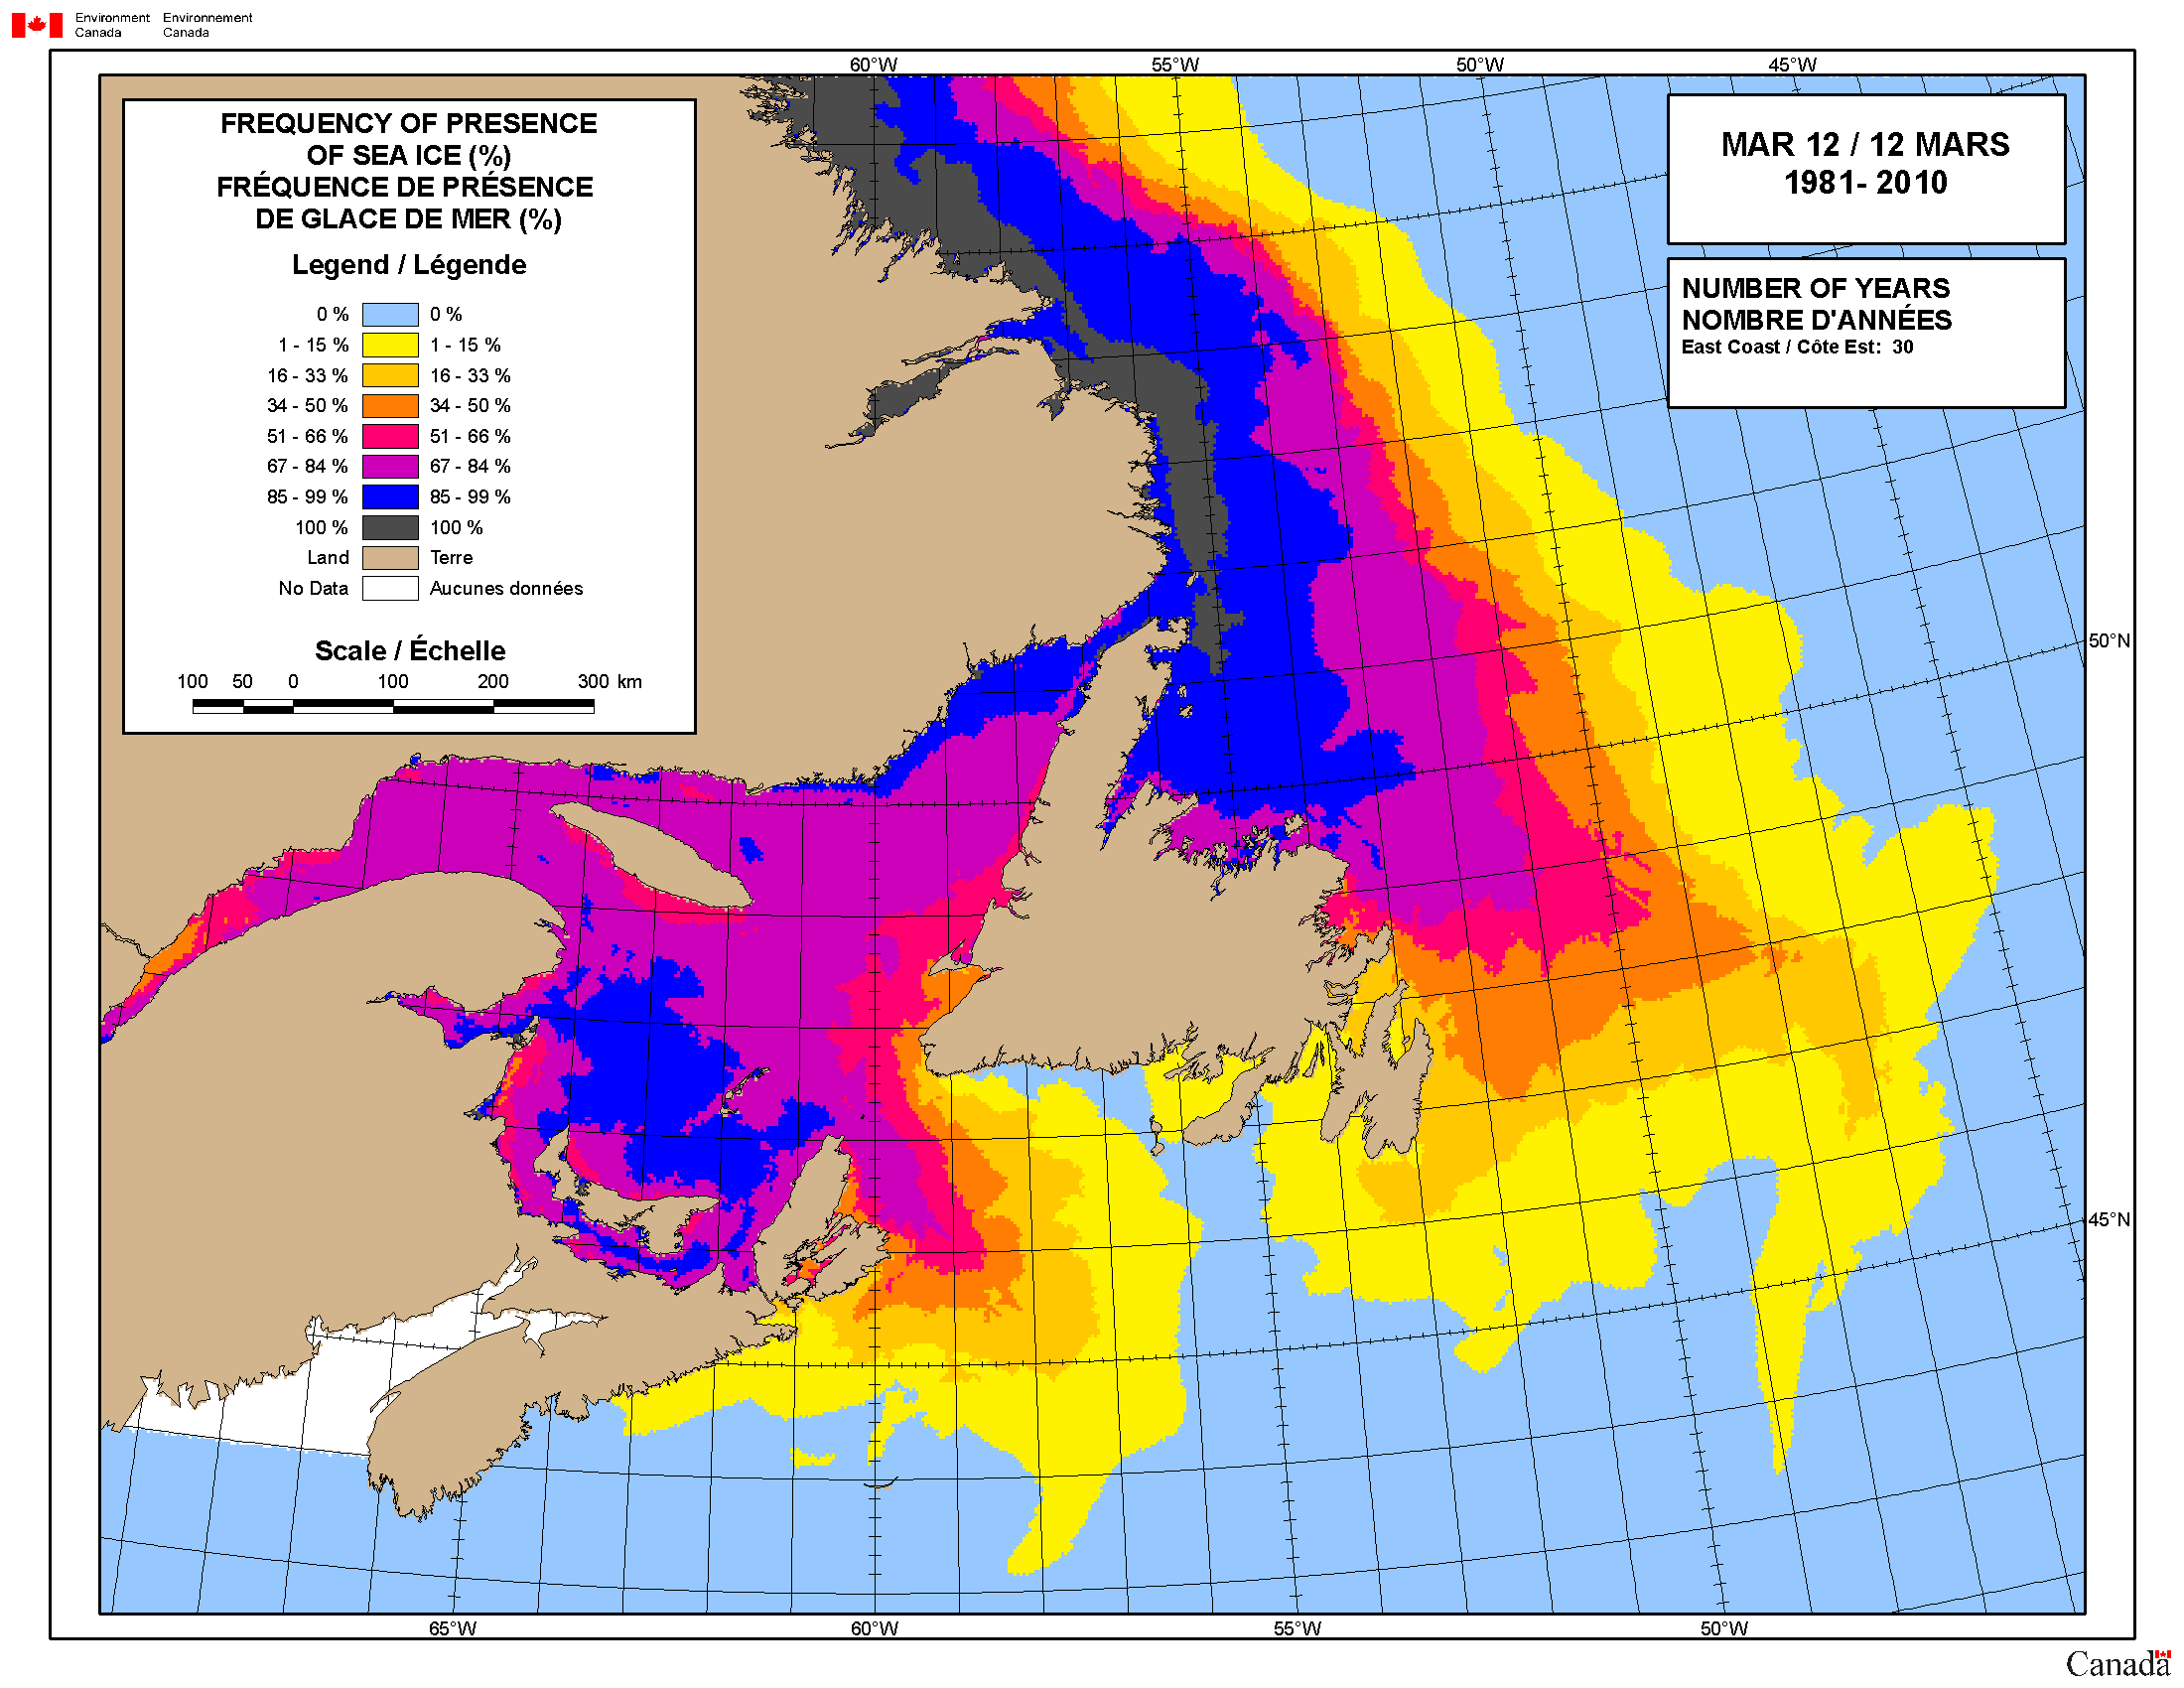 Environment Environnement
Canada Canada
60°W 55°W 50°W 45°W
FREQUENCY OF PRESENCE
OF SEA ICE (%)
FRÉQUENCE DE PRÉSENCE
DE GLACE DE MER (%)
Legend / Légende
0 % 0 %
1 - 15 % 1 - 15 %
16 - 33 % 16 - 33 %
34 - 50 % 34 - 50 %
51 - 66 % 51 - 66 %
67 - 84 % 67 - 84 %
85 - 99 % 85 - 99 %
100 % 100 %
Land Terre
No Data Aucunes données
Scale / Échelle
100 50 0 100 200 300 km
MAR 12 / 12 MARS
1981- 2010
NUMBER OF YEARS
NOMBRE D'ANNÉES
East Coast / Côte Est: 30
50°N
45°N
65°W 60°W 55°W 50°W
Canada